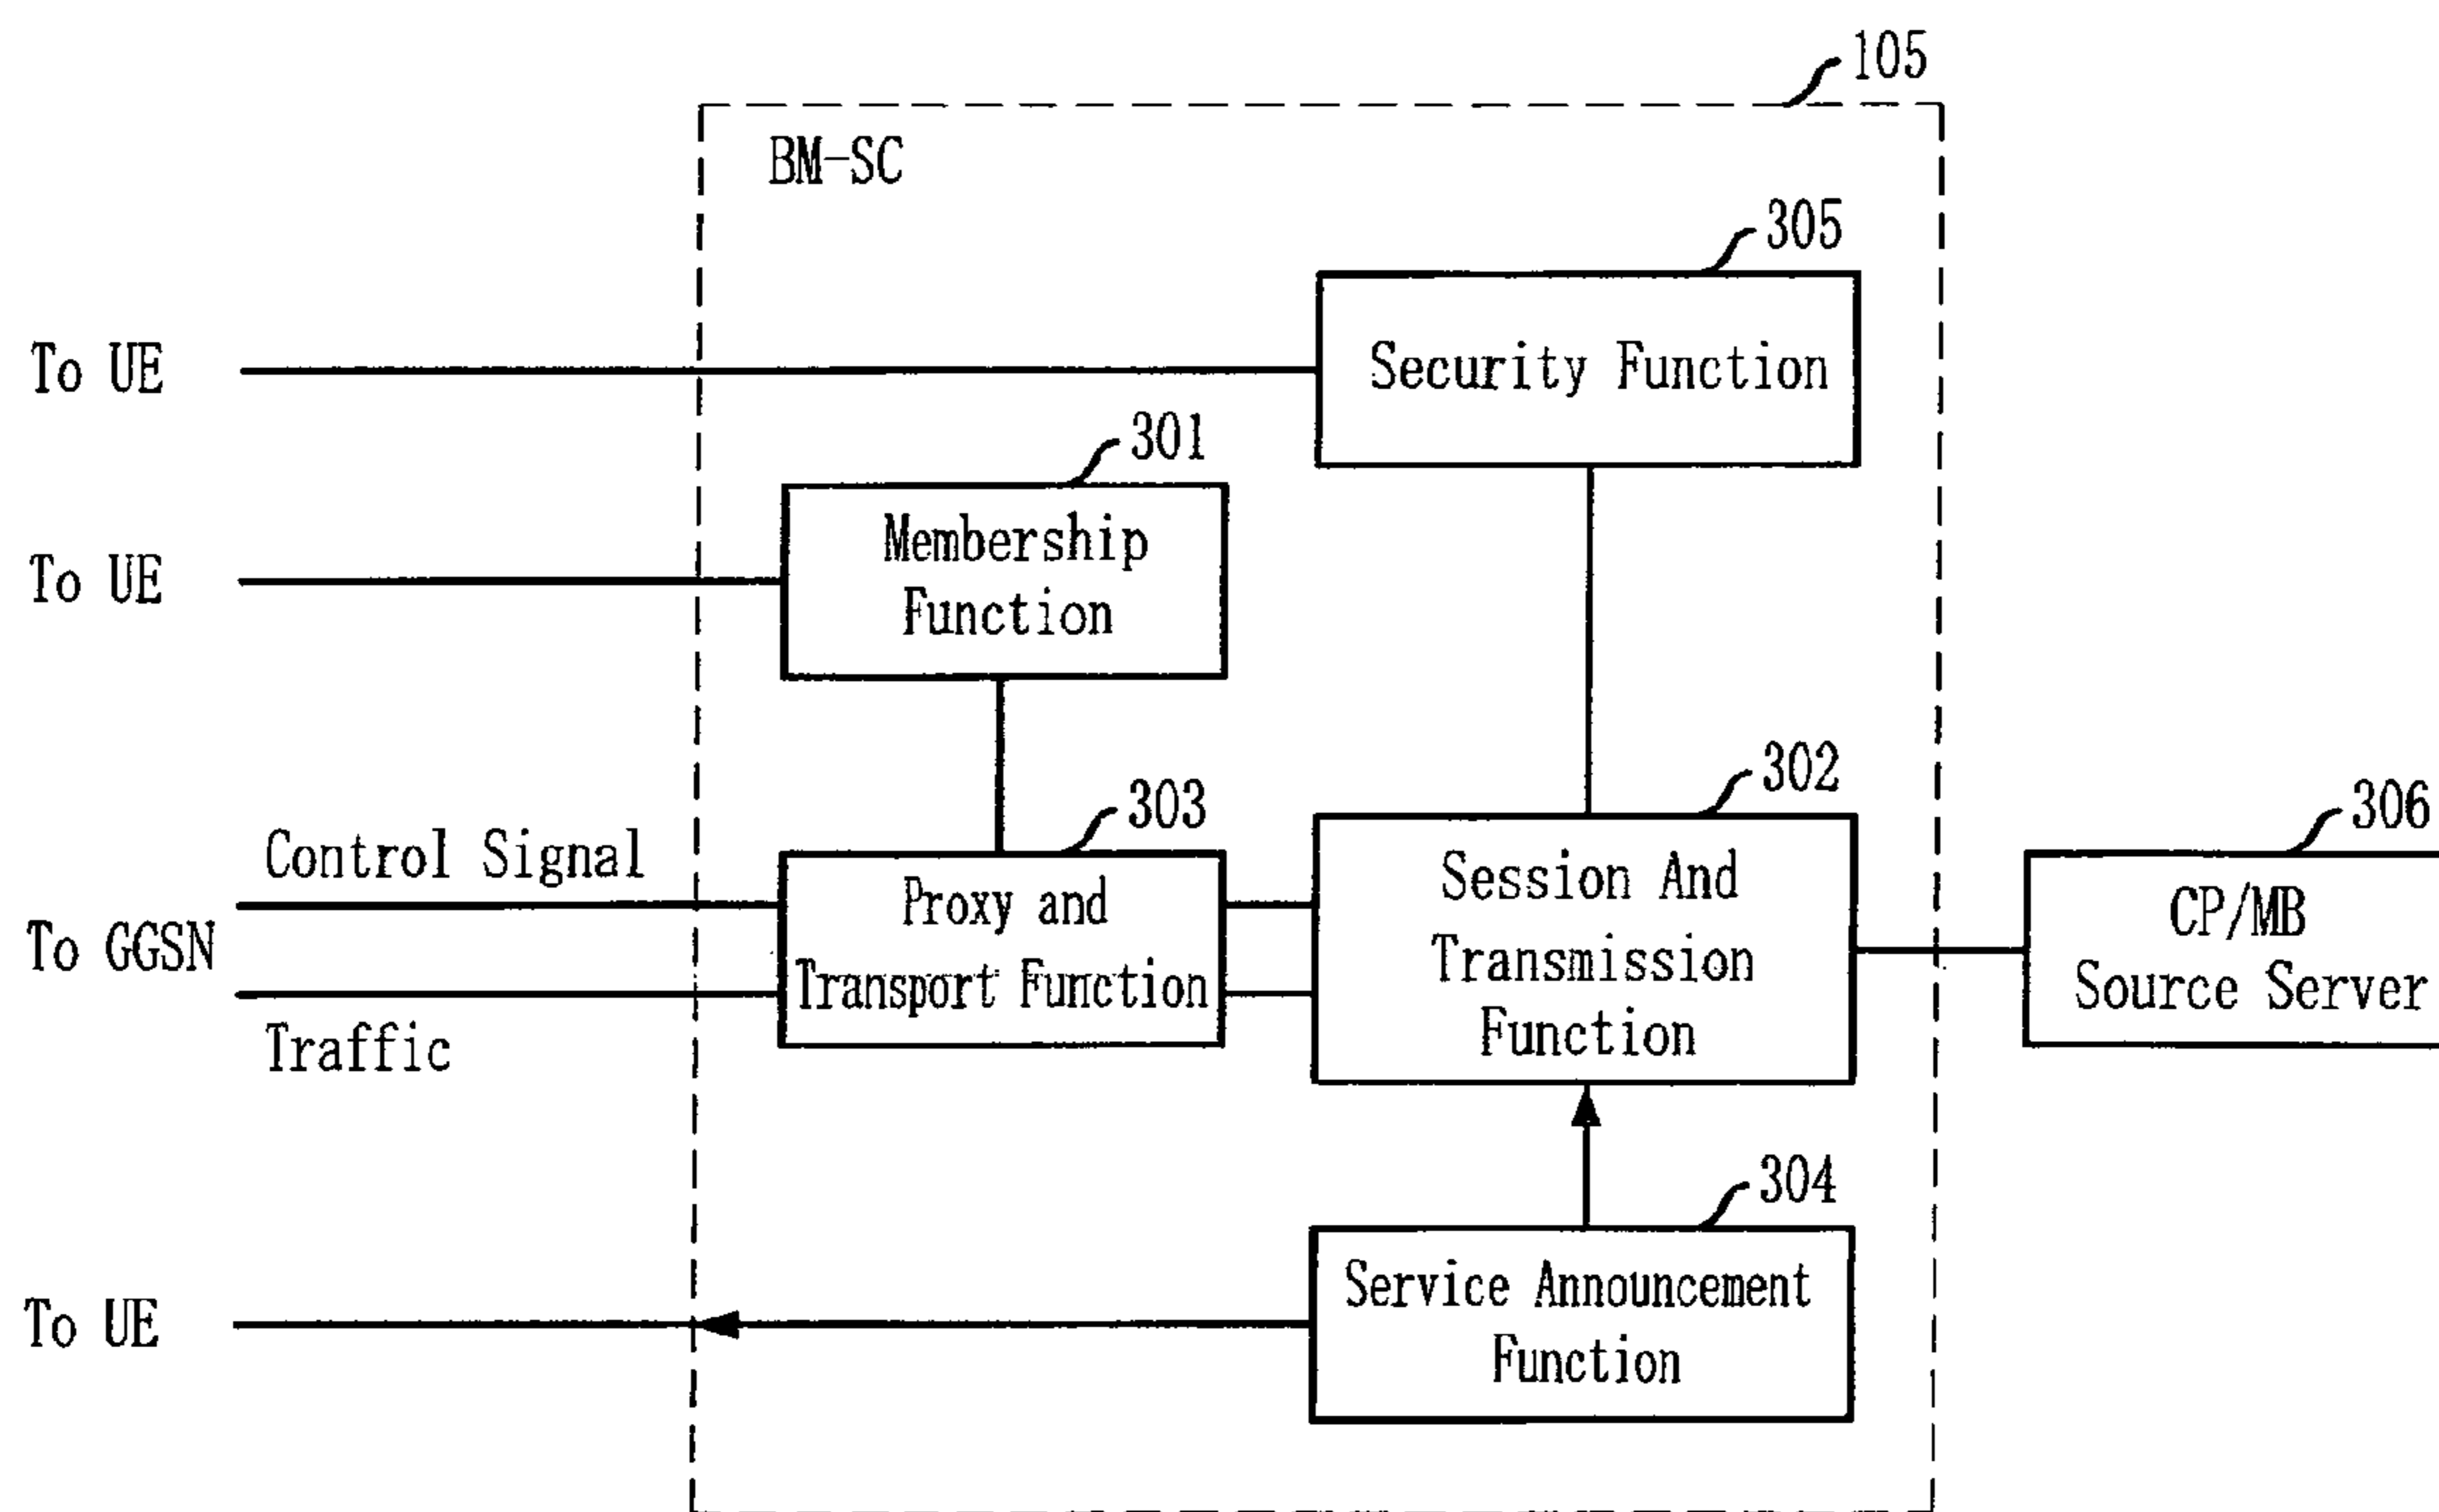 105
BM-SC
305
To UE
Security Function
301
To UE
Membership
Function
303
302
306
Control Signal
To GGSN
Traffic
Proxy and
Transport Function
Session And
Transmission
Function
CP/MB
Source Server
304
To UE
Service Announcement
Function